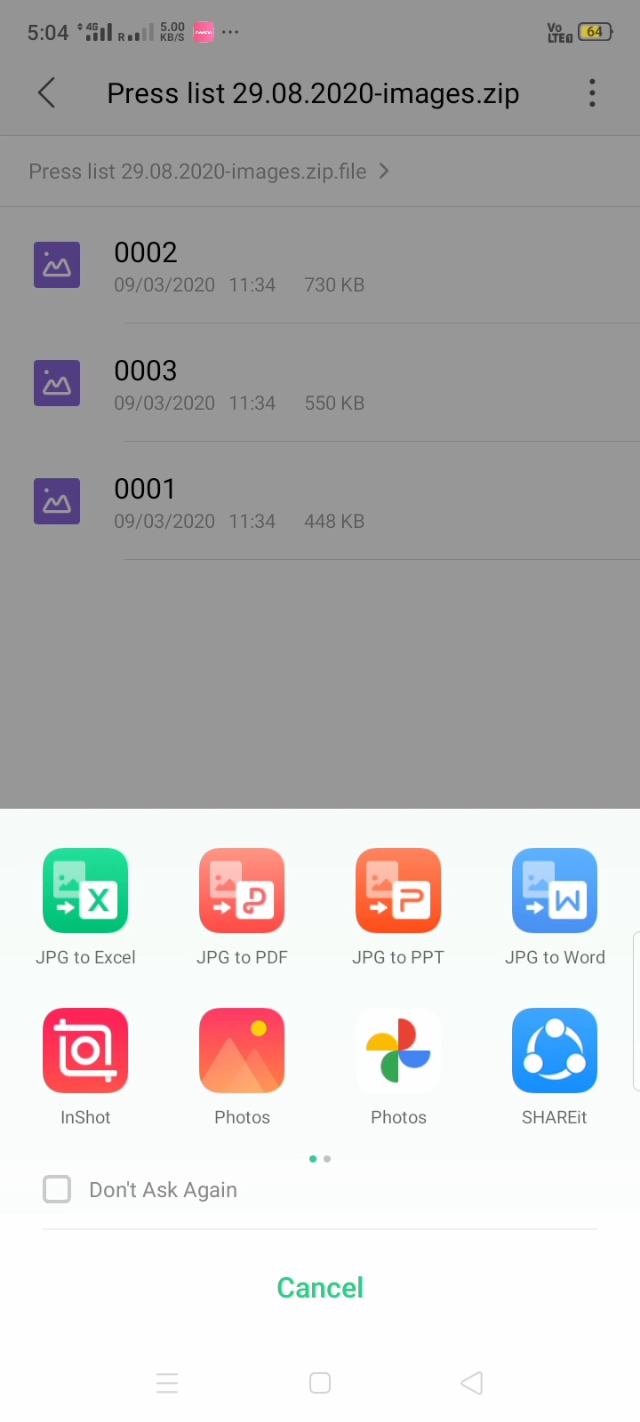 5:04 4G R 5.00 KB/S ... Vo LTE 64
Press list 29.08.2020-images.zip
Press list 29.08.2020-images.zip.file
0002
09/03/2020 11:34 730 KB
0003
09/03/2020 11:34 550 KB
0001
09/03/2020 11:34 448 KB
JPG to Excel JPG to PDF JPG to PPT JPG to Word
InShot Photos Photos SHAREit
Don't Ask Again
Cancel